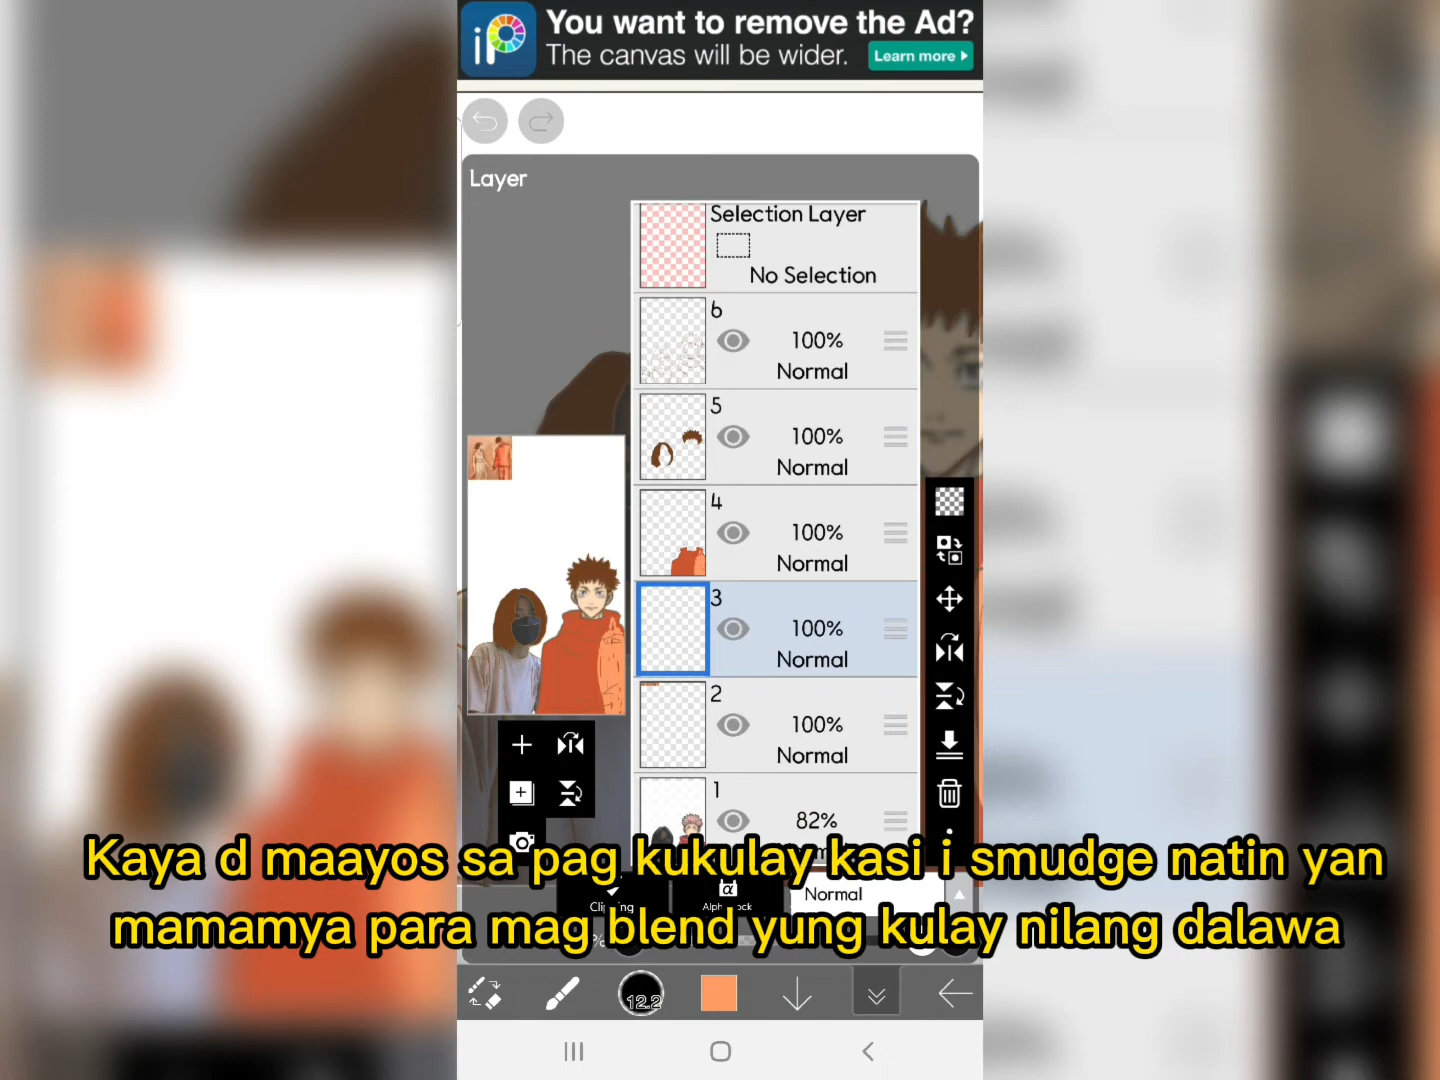 You want to remove the Ad?
The canvas will be wider.
Learn more
Layer
Selection Layer
No Selection
6
100%
Normal
5
100%
Normal
4
100%
Normal
3
100%
Normal
2
100%
Normal
1
82%
Kaya d maayos sa pag kukulay kasi i smudge natin yan
mamamya para mag blend yung kulay nilang dalawa
Normal
12.2